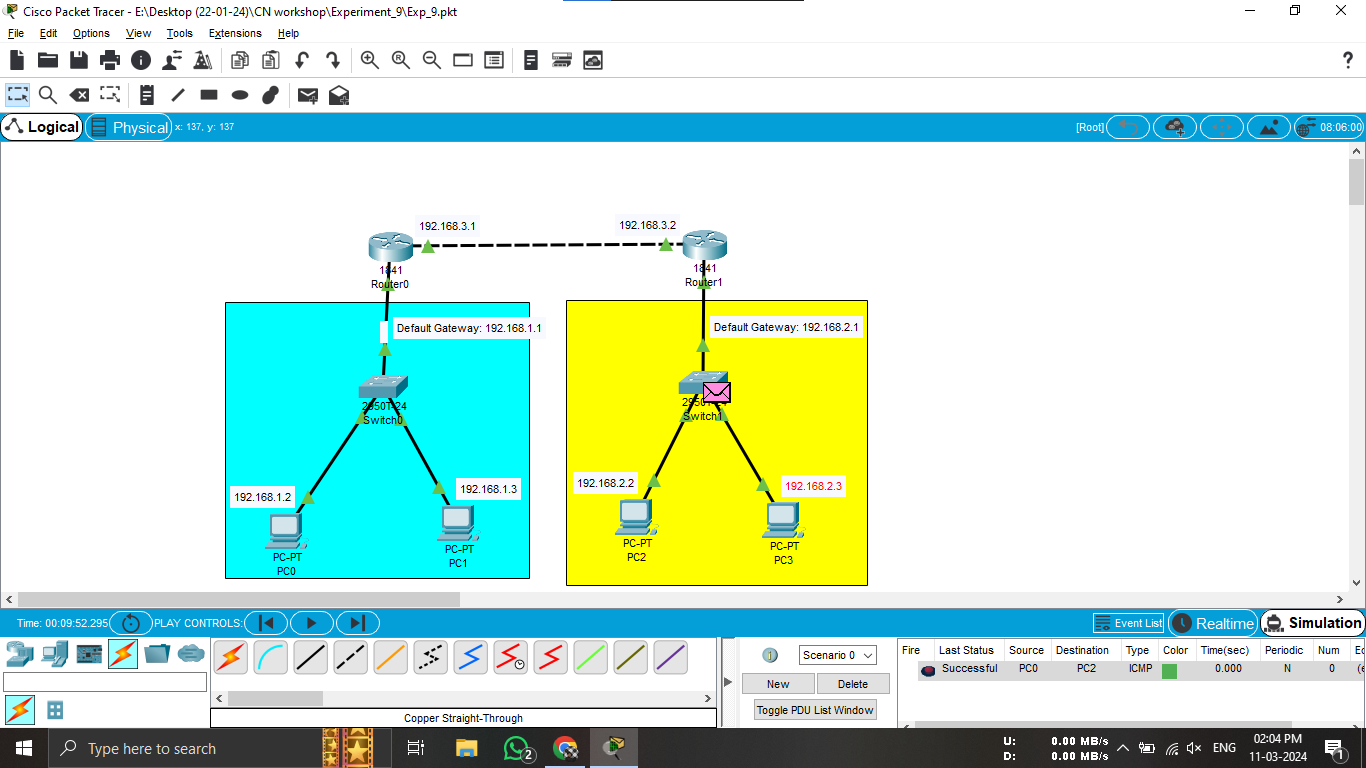 Cisco Packet Tracer - E:\Desktop (22-01-24)\CN workshop\Experiment_9\Exp_9.pkt
File Edit Options View Tools Extensions Help
Logical Physical x: 137, y: 137 [Root] 08:06:00
192.168.3.1 192.168.3.2
1841
Router0
1841
Router1
Default Gateway: 192.168.1.1
Default Gateway: 192.168.2.1
2950T-24
Switch0
2950T-24
Switch1
192.168.1.2
192.168.1.3
192.168.2.2
192.168.2.3
PC-PT
PC0
PC-PT
PC1
PC-PT
PC2
PC-PT
PC3
Time: 00:09:52.295 PLAY CONTROLS: Event List Realtime Simulation
Scenario 0
New Delete
Toggle PDU List Window
Fire Last Status Source Destination Type Color Time(sec) Periodic Num Ec
Successful PC0 PC2 ICMP 0.000 N 0 (e
Copper Straight-Through
Type here to search
2
U: 0.00 MB/s
D: 0.00 MB/s
ENG
02:04 PM
11-03-2024
1